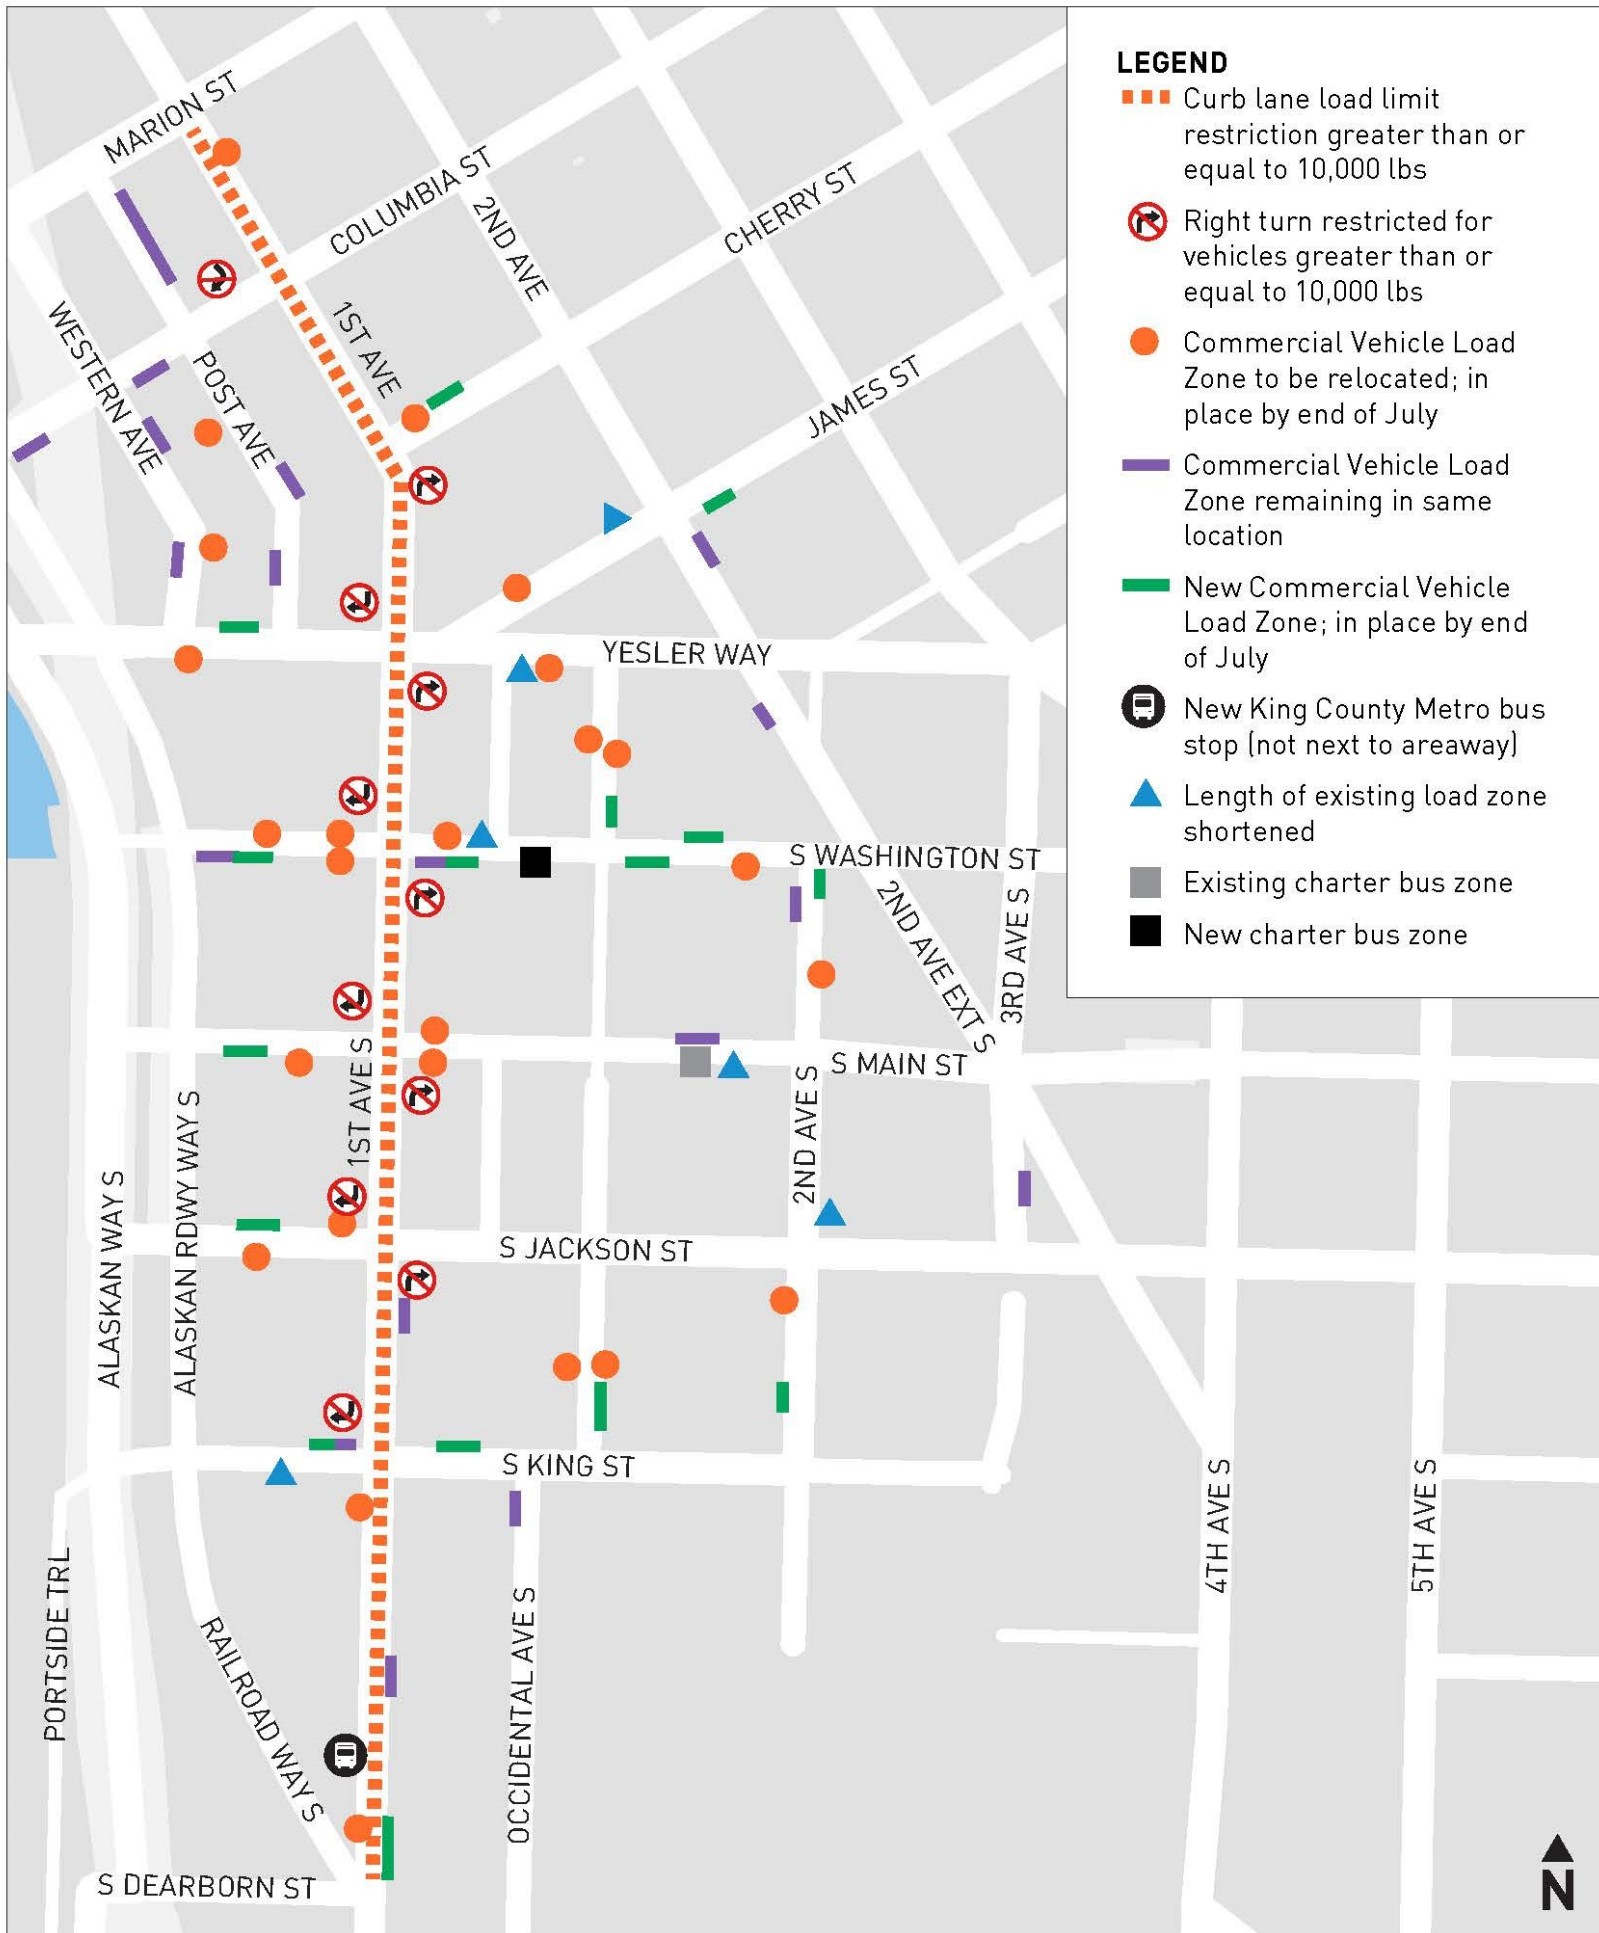 MARION ST
COLUMBIA ST
CHERRY ST
2ND AVE
WESTERN AVE
POST AVE
1ST AVE
JAMES ST
YESLER WAY
S WASHINGTON ST
2ND AVE EXT S
3RD AVE S
S MAIN ST
1ST AVE S
2ND AVE S
ALASKAN WAY S
ALASKAN RDWY WAY S
S JACKSON ST
S KING ST
4TH AVE S
5TH AVE S
PORTSIDE TRL
RAILROAD WAY S
OCCIDENTAL AVE S
S DEARBORN ST
LEGEND
Curb lane load limit
restriction greater than or
equal to 10,000 lbs
Right turn restricted for
vehicles greater than or
equal to 10,000 lbs
Commercial Vehicle Load
Zone to be relocated; in
place by end of July
Commercial Vehicle Load
Zone remaining in same
location
New Commercial Vehicle
Load Zone; in place by end
of July
New King County Metro bus
stop (not next to areaway)
Length of existing load zone
shortened
Existing charter bus zone
New charter bus zone
N